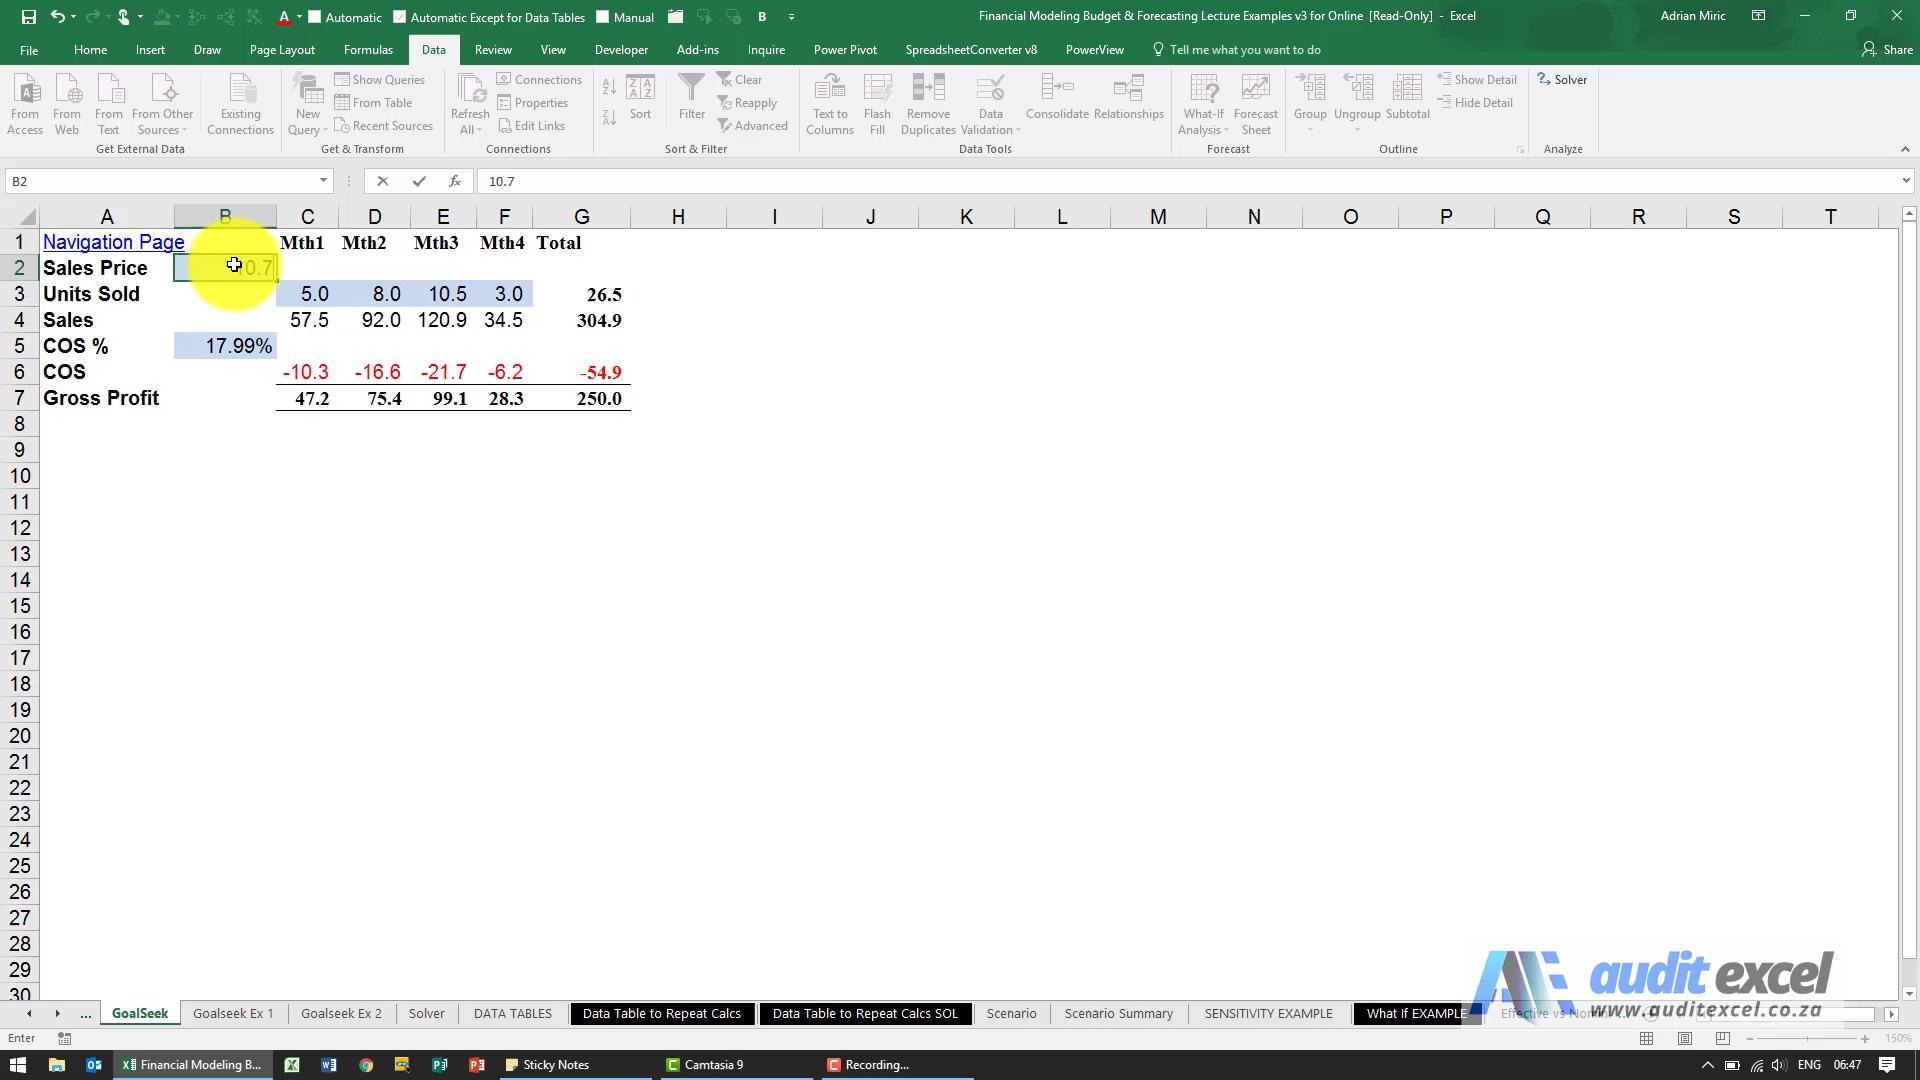 Automatic Automatic Except for Data Tables Manual B Financial Modeling Budget & Forecasting Lecture Examples v3 for Online [Read-Only] - Excel Adrian Miric
File Home Insert Draw Page Layout Formulas Data Review View Developer Add-ins Inquire Power Pivot SpreadsheetConverter v8 PowerView Tell me what you want to do Share
From Access From Web From Text From Other Sources Existing Connections New Query Show Queries From Table Recent Sources Refresh All Connections Properties Edit Links Sort Filter Clear Reapply Advanced Text to Columns Flash Fill Remove Duplicates Data Validation Consolidate Relationships What-If Analysis Forecast Sheet Group Ungroup Subtotal Show Detail Hide Detail Solver
Get External Data Get & Transform Connections Sort & Filter Data Tools Forecast Outline Analyze
B2 fx 10.7
A B C D E F G H I J K L M N O P Q R S T
1 Navigation Page Mth1 Mth2 Mth3 Mth4 Total
2 Sales Price 10.7
3 Units Sold 5.0 8.0 10.5 3.0 26.5
4 Sales 57.5 92.0 120.9 34.5 304.9
5 COS % 17.99%
6 COS -10.3 -16.6 -21.7 -6.2 -54.9
7 Gross Profit 47.2 75.4 99.1 28.3 250.0
8
9
10
11
12
13
14
15
16
17
18
19
20
21
22
23
24
25
26
27
28
29
30
audit excel
www.auditexcel.co.za
... GoalSeek Goalseek Ex 1 Goalseek Ex 2 Solver DATA TABLES Data Table to Repeat Calcs Data Table to Repeat Calcs SOL Scenario Scenario Summary SENSITIVITY EXAMPLE What If EXAMPLE Effective vs
Enter 150%
Financial Modeling B... Sticky Notes Camtasia 9 Recording... ENG 06:47